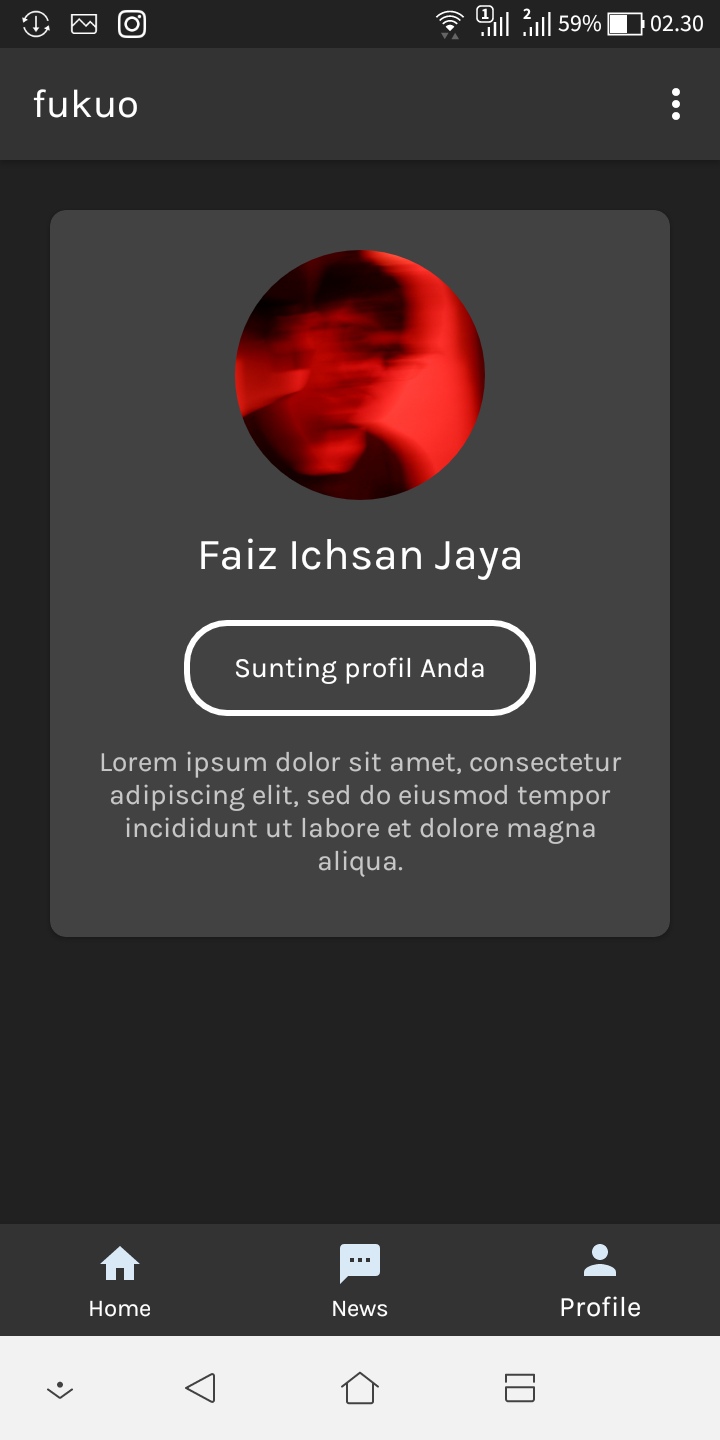 1 2 59% 02.30
fukuo
Faiz Ichsan Jaya
Sunting profil Anda
Lorem ipsum dolor sit amet, consectetur
adipiscing elit, sed do eiusmod tempor
incididunt ut labore et dolore magna
aliqua.
Home News Profile